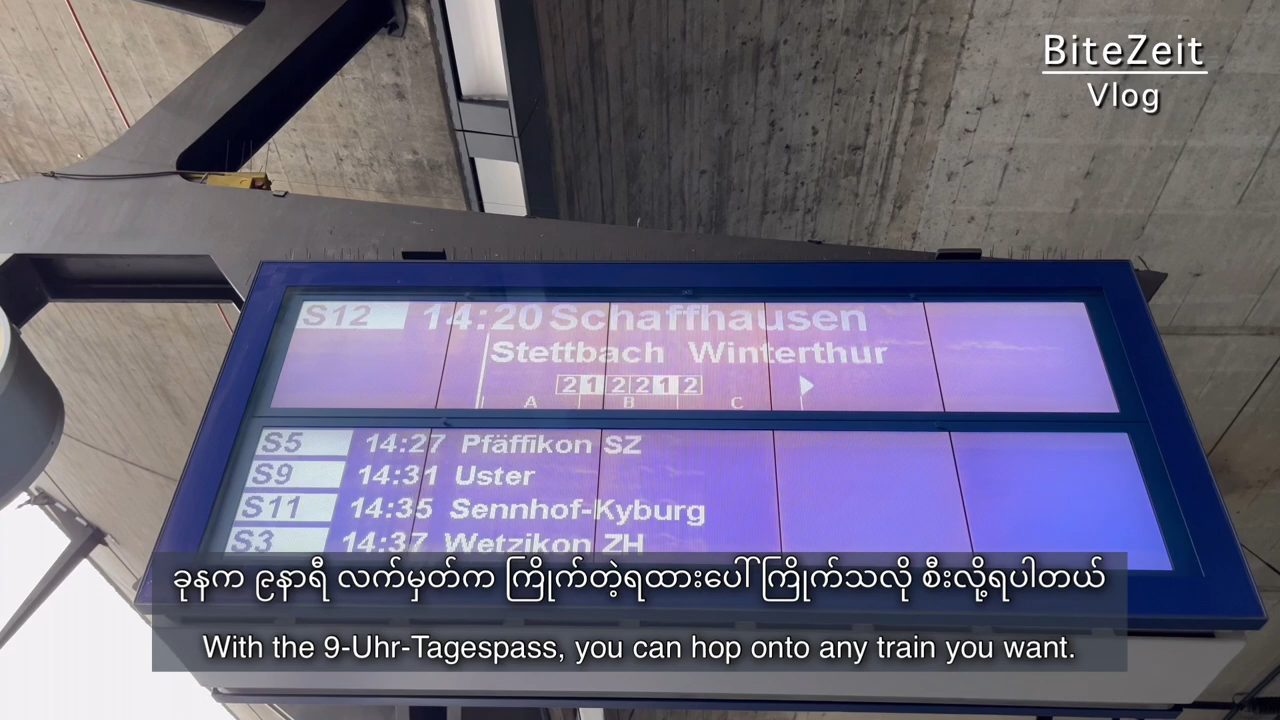 BiteZeit
Vlog
S12 14:20 Schaffhausen
Stettbach Winterthur
2 1 2 2 1 2
A B C
S5 14:27 Pfäffikon SZ
S9 14:31 Uster
S11 14:35 Sennhof-Kyburg
S3 14:37 Wetzikon ZH
ခုနက ၉နာရီ လက်မှတ်က ကြိုက်တဲ့ရထားပေါ် ကြိုက်သလို စီးလို့ရပါတယ်
With the 9-Uhr-Tagespass, you can hop onto any train you want.